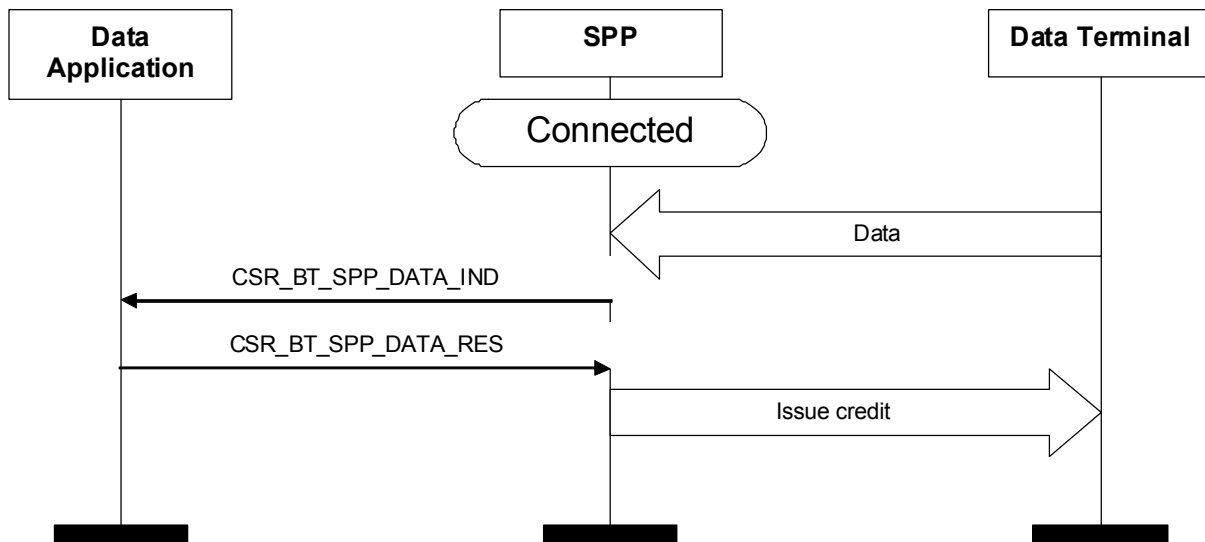 Data
Application
SPP
Data Terminal
Connected
Data
CSR_BT_SPP_DATA_IND
CSR_BT_SPP_DATA_RES
Issue credit